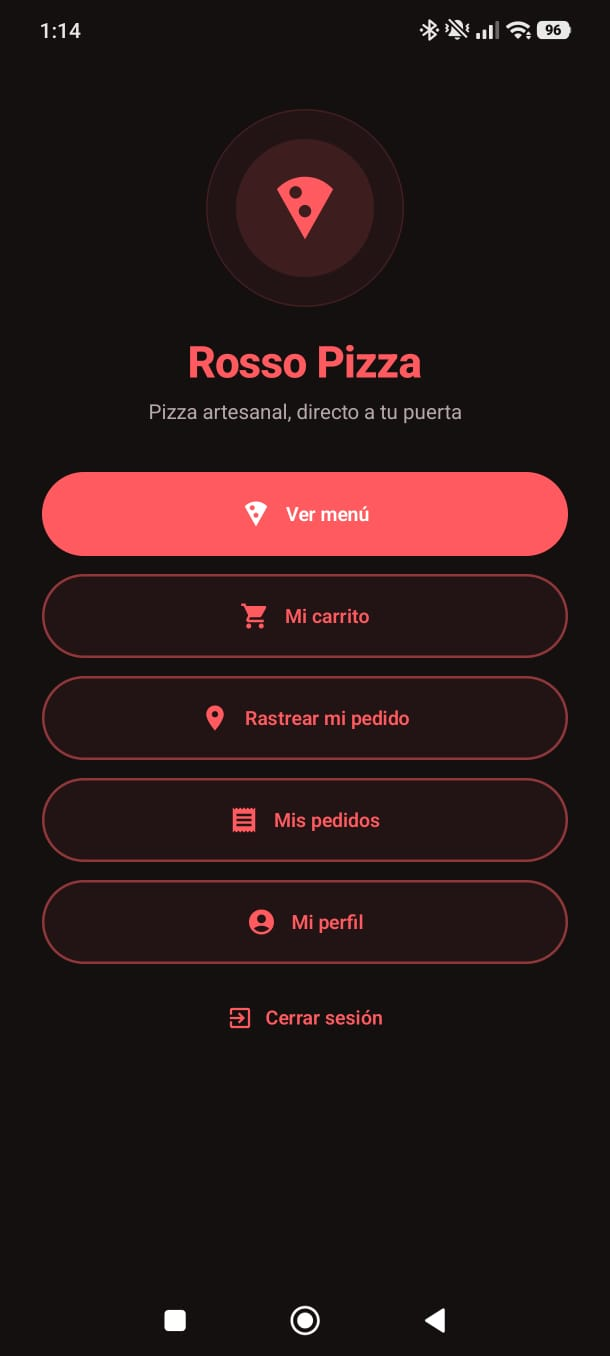 1:14
96
Rosso Pizza
Pizza artesanal, directo a tu puerta
Ver menú
Mi carrito
Rastrear mi pedido
Mis pedidos
Mi perfil
Cerrar sesión